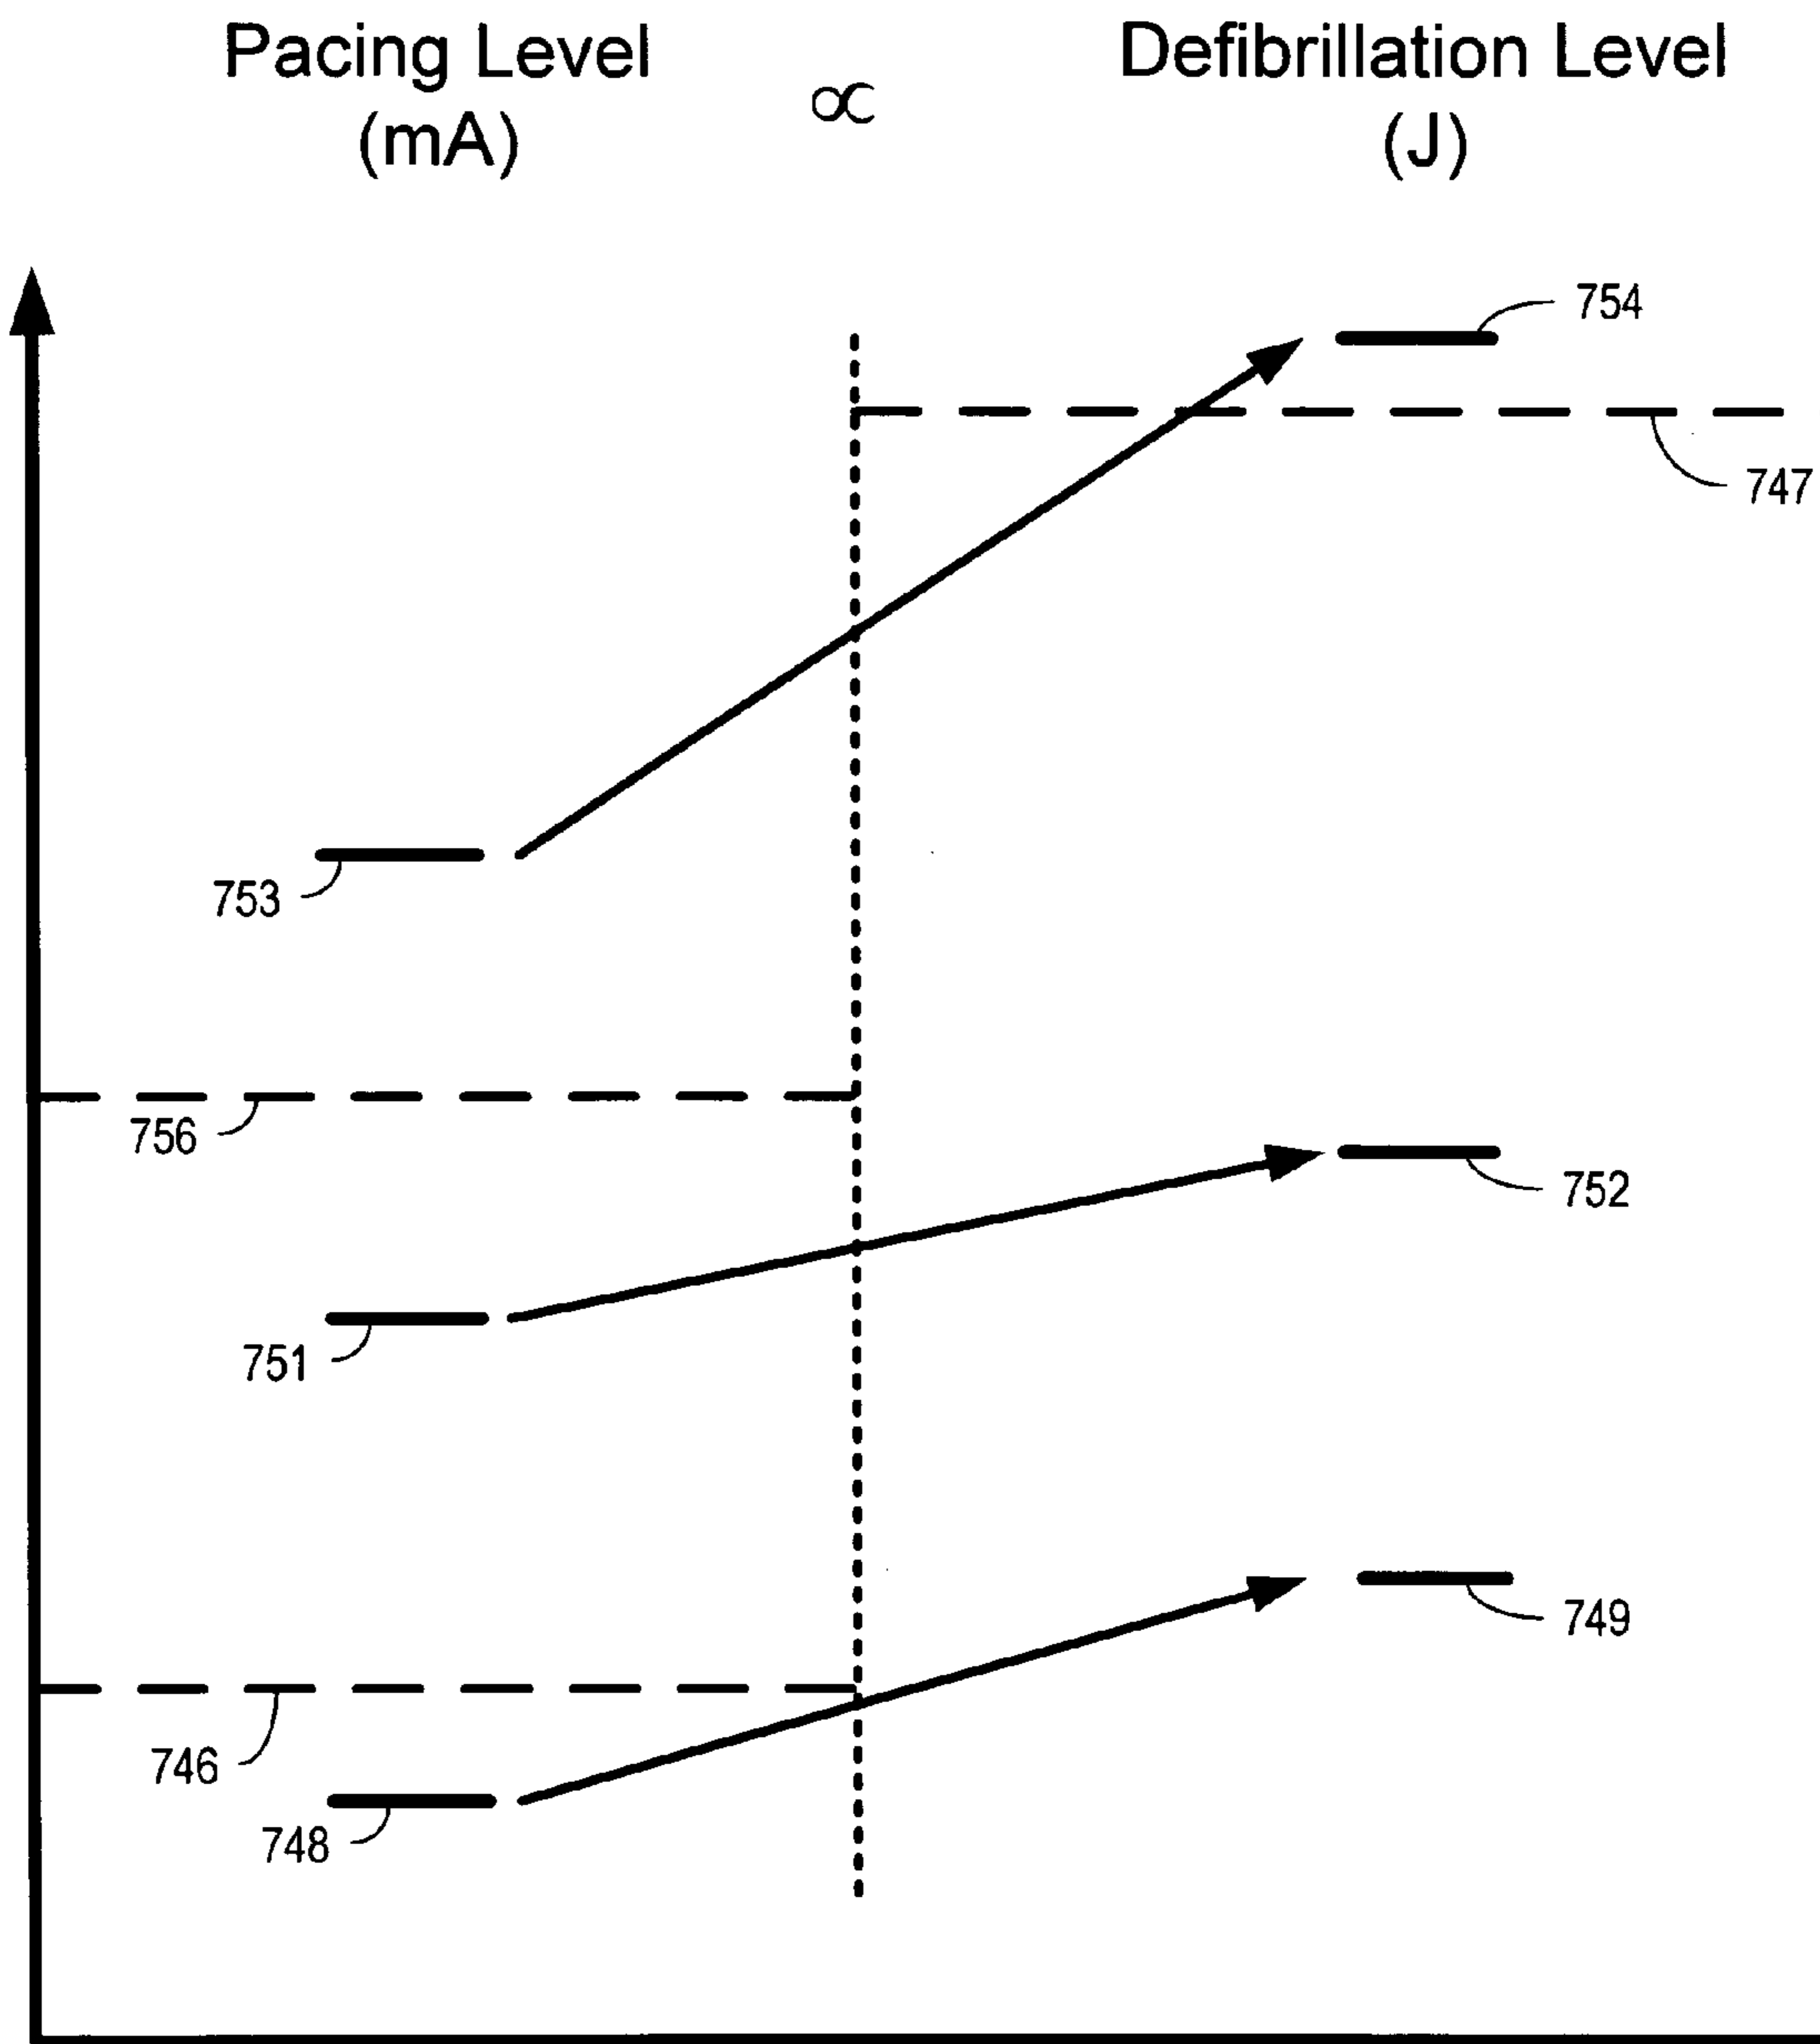 Pacing Level
(mA)
∝
Defibrillation Level
(J)
754
747
753
756
752
751
749
746
748